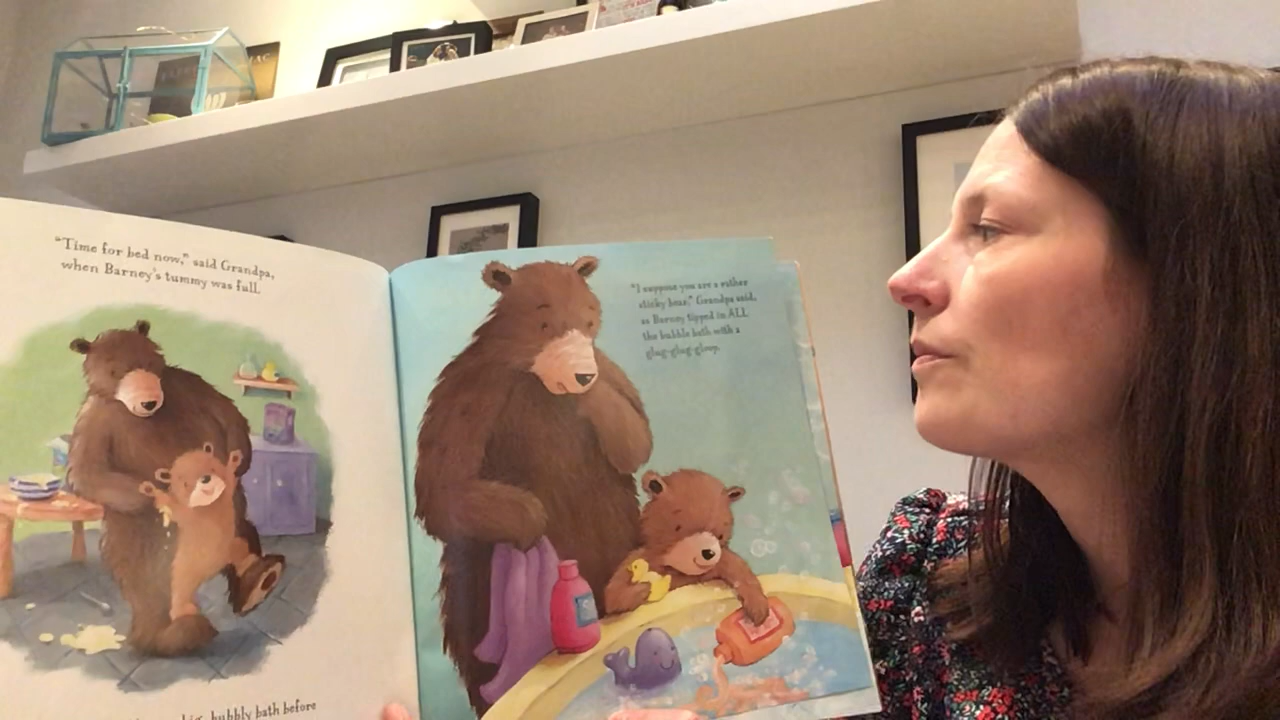 "Time for bed now," said Grandpa,
when Barney's tummy was full.
"I suppose you are a rather
sticky bear," Grandpa said,
as Barney tipped in ALL
the bubble bath with a
glug-glug-gloop.
big, bubbly bath before